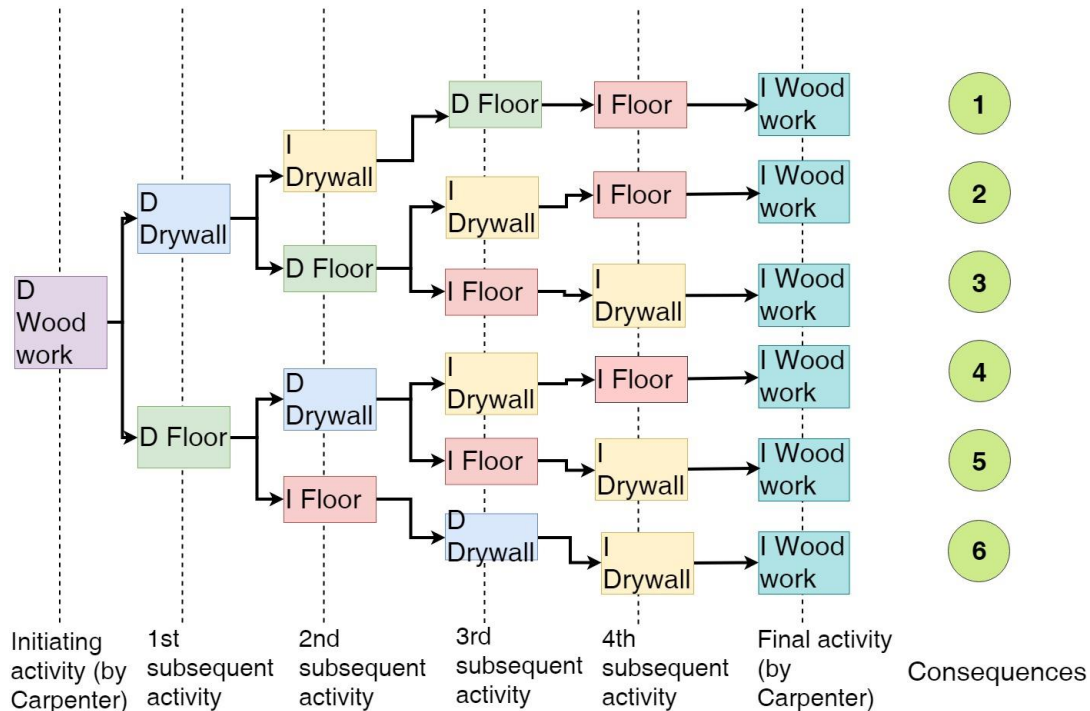 D Floor
I Floor
I Wood
work
1
I
Drywall
I
Drywall
I Floor
I Wood
work
2
D
Drywall
D Floor
I Floor
I
Drywall
I Wood
work
3
D
Wood
work
D
Drywall
I
Drywall
I Floor
I Wood
work
4
D Floor
I Floor
I
Drywall
I Wood
work
5
I Floor
D
Drywall
I
Drywall
I Wood
work
6
Initiating
activity (by
Carpenter)
1st
subsequent
activity
2nd
subsequent
activity
3rd
subsequent
activity
4th
subsequent
activity
Final activity
(by
Carpenter)
Consequences